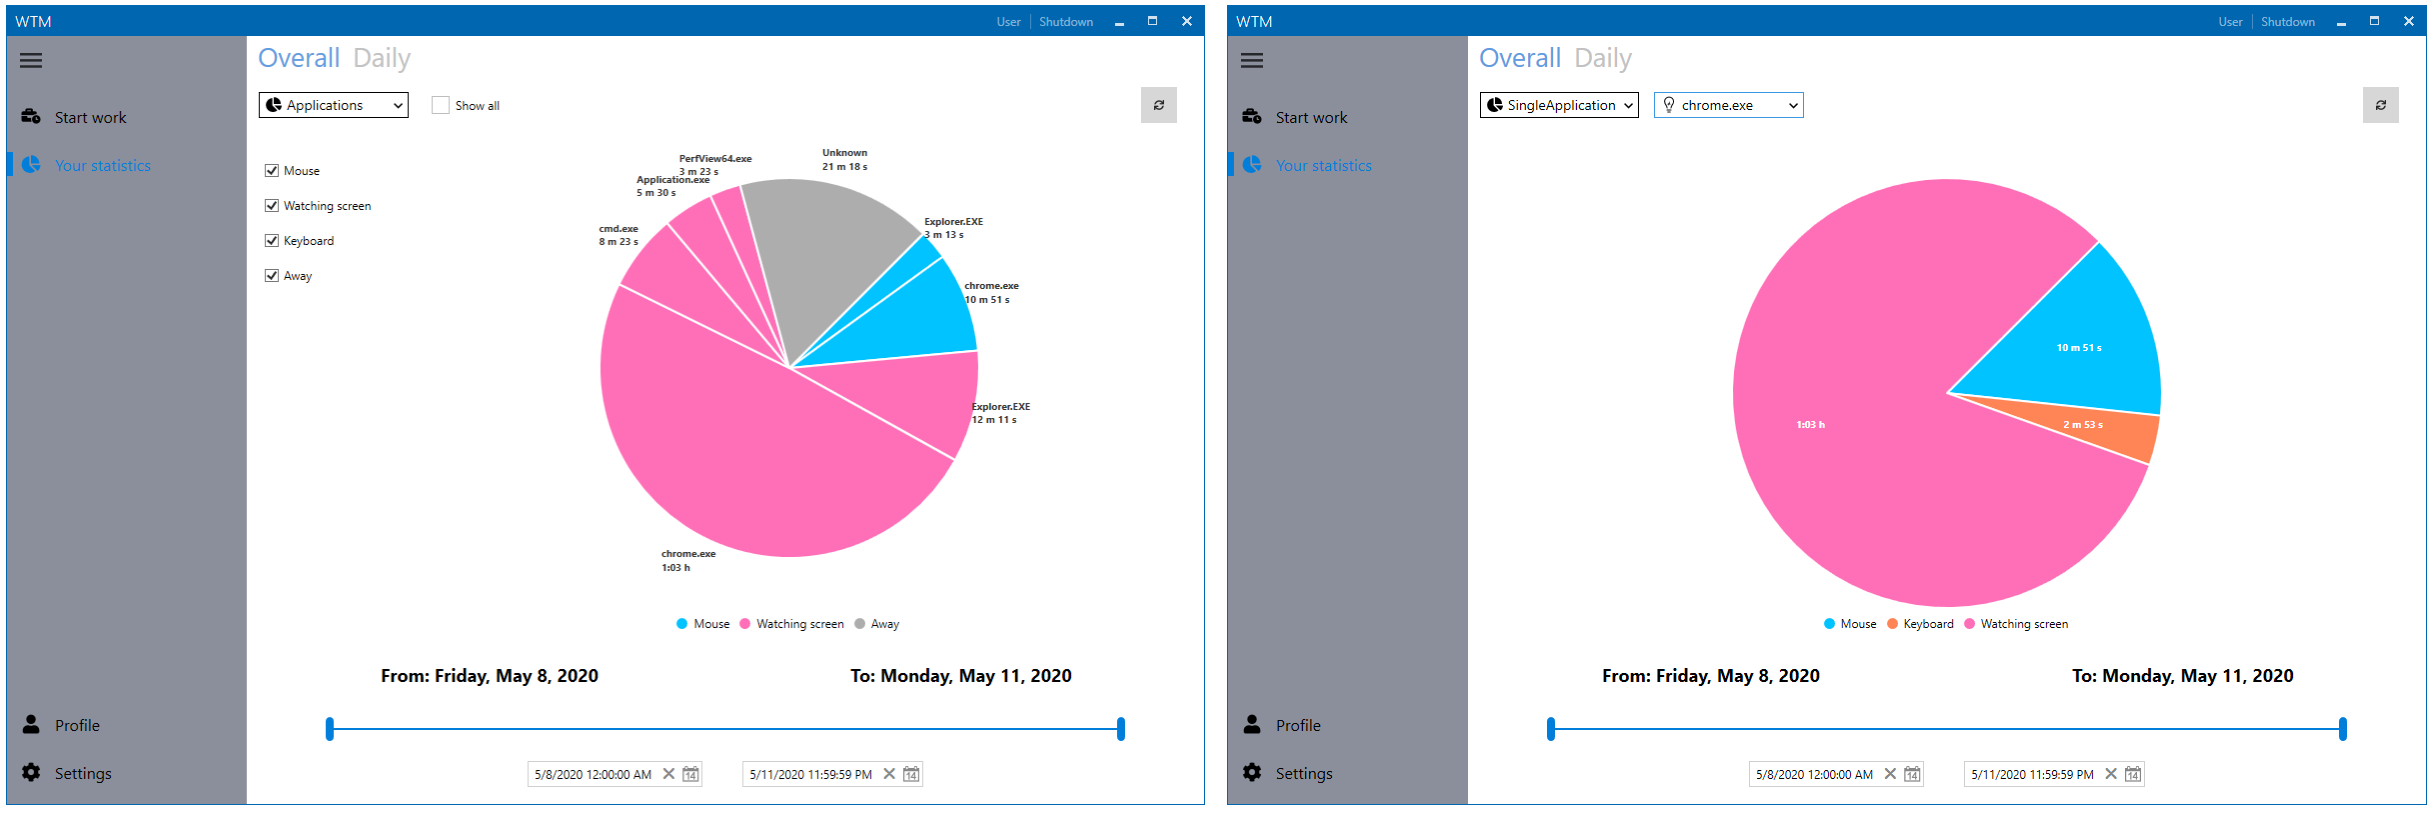 WTM
User
Shutdown
Overall Daily
Applications
Show all
Start work
Your statistics
Mouse
Watching screen
Keyboard
Away
PerfView64.exe
3 m 23 s
Application.exe
5 m 30 s
cmd.exe
8 m 23 s
Unknown
21 m 18 s
Explorer.EXE
3 m 13 s
chrome.exe
10 m 51 s
Explorer.EXE
12 m 11 s
chrome.exe
1:03 h
Mouse Watching screen Away
From: Friday, May 8, 2020
To: Monday, May 11, 2020
Profile
Settings
5/8/2020 12:00:00 AM
14
5/11/2020 11:59:59 PM
14
WTM
User
Shutdown
Overall Daily
SingleApplication
chrome.exe
Start work
Your statistics
10 m 51 s
2 m 53 s
1:03 h
Mouse Keyboard Watching screen
From: Friday, May 8, 2020
To: Monday, May 11, 2020
Profile
Settings
5/8/2020 12:00:00 AM
14
5/11/2020 11:59:59 PM
14